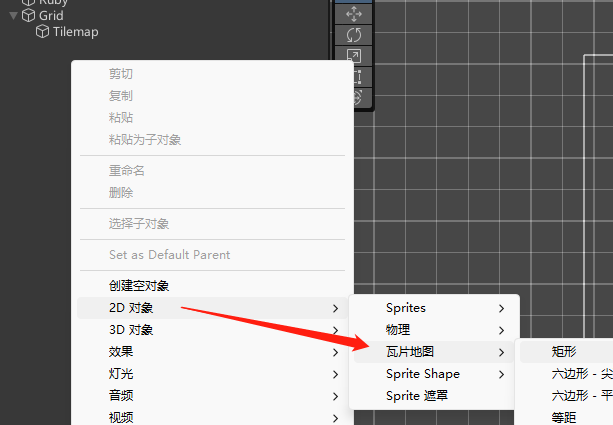 Ruby
Grid
Tilemap
剪切
复制
粘贴
粘贴为子对象
重命名
删除
选择子对象
Set as Default Parent
创建空对象
2D 对象
3D 对象
效果
灯光
音频
视频
Sprites
物理
瓦片地图
Sprite Shape
Sprite 遮罩
矩形
六边形 - 尖
六边形 - 平
等距